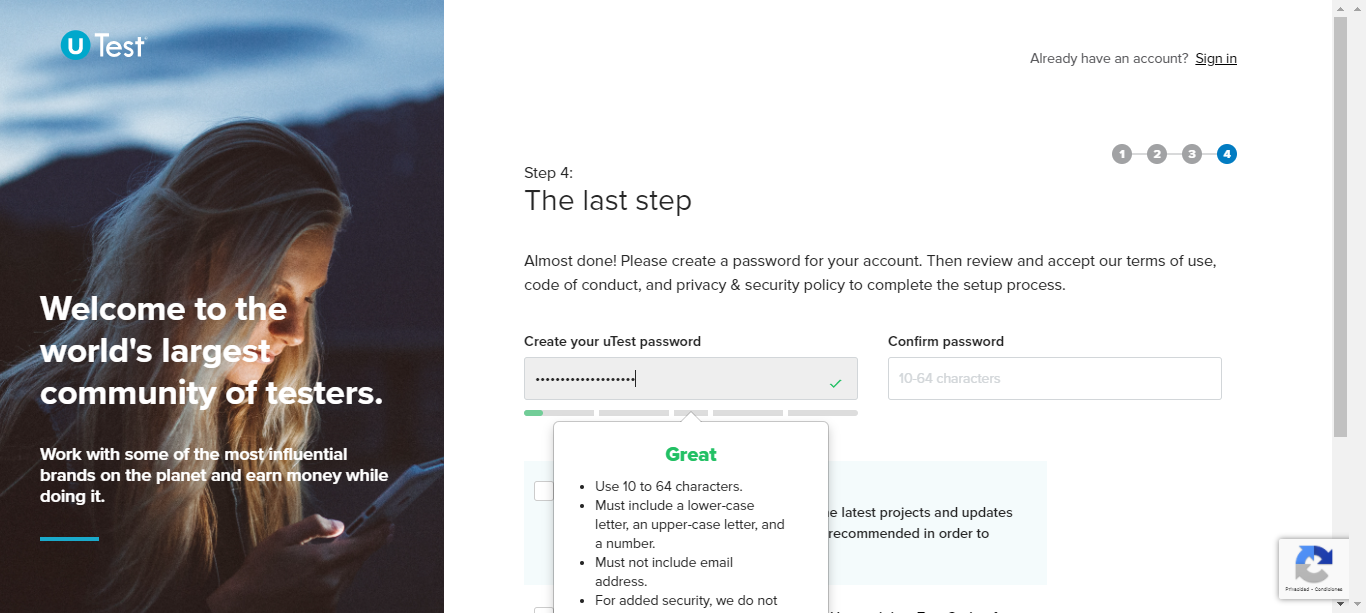 U Test
Already have an account? Sign in
1 2 3 4
Step 4:
The last step
Almost done! Please create a password for your account. Then review and accept our terms of use,
code of conduct, and privacy & security policy to complete the setup process.
Welcome to the
world's largest
community of testers.
Create your uTest password
Confirm password
10-64 characters
Great
Work with some of the most influential
brands on the planet and earn money while
doing it.
Use 10 to 64 characters.
Must include a lower-case
letter, an upper-case letter, and
a number.
Must not include email
address.
For added security, we do not
latest projects and updates
recommended in order to
Privacidad - Condiciones